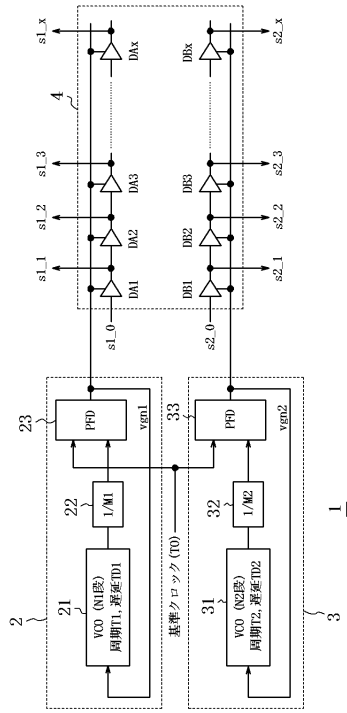 2
21
VCO (N1段)
周期T1,遅延TD1
22
1/M1
23
PFD
vgn1
基準クロック(T0)
31
VCO (N2段)
周期T2,遅延TD2
32
1/M2
33
PFD
vgn2
3
1
4
s1_0
s1_1
s1_2
s1_3
s1_x
DA1
DA2
DA3
DAx
s2_0
DB1
DB2
DB3
DBx
s2_1
s2_2
s2_3
s2_x